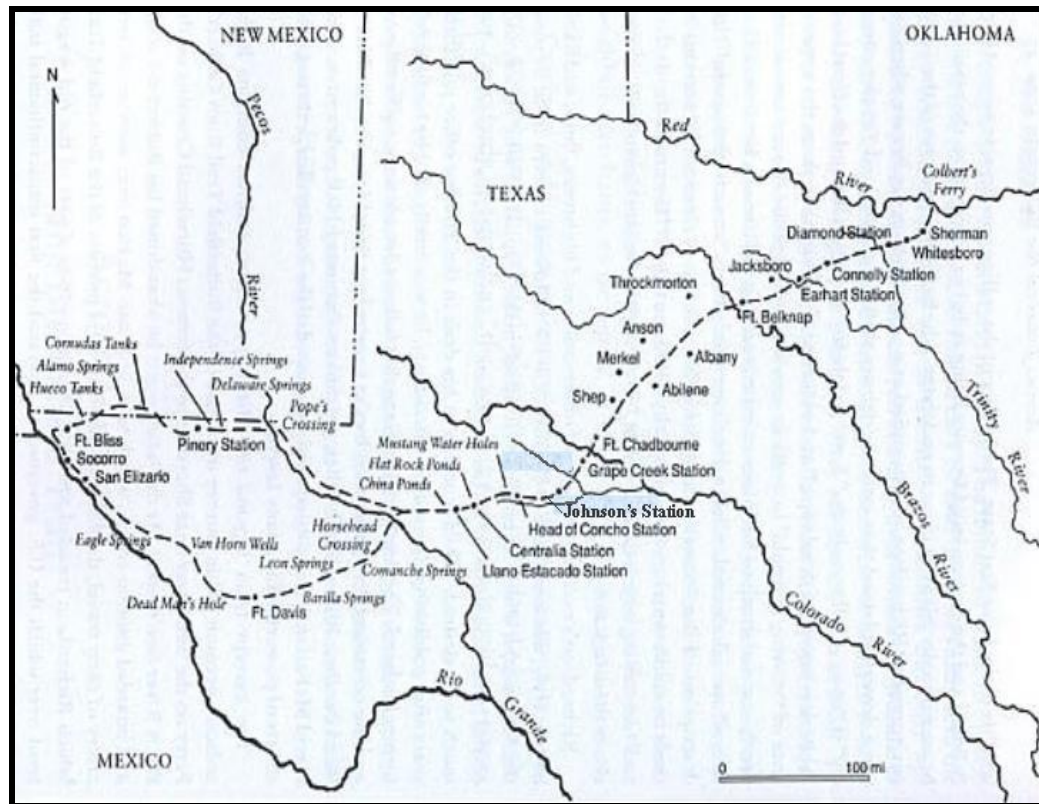 NEW MEXICO
OKLAHOMA
N
Pecos
River
Red
River
TEXAS
Colbert's
Ferry
Diamond Station
Sherman
Whitesboro
Jacksboro
Connelly Station
Throckmorton
Earhart Station
Ft. Belknap
Anson
Trinity
River
Cornudas Tanks
Independence Springs
Merkel
Albany
Alamo Springs
Delaware Springs
Abilene
Hueco Tanks
Pope's
Crossing
Shep
Ft. Bliss
Pinery Station
Mustang Water Holes
Ft. Chadbourne
Socorro
Flat Rock Ponds
Grape Creek Station
San Elizario
China Ponds
Brazos
River
Johnson's Station
Horsehead
Crossing
Head of Concho Station
Eagle Springs
Van Horn Wells
Centralia Station
Leon Springs
Comanche Springs
Llano Estacado Station
Dead Man's Hole
Ft. Davis
Barilla Springs
Colorado
River
Rio
Grande
MEXICO
0 100 mi